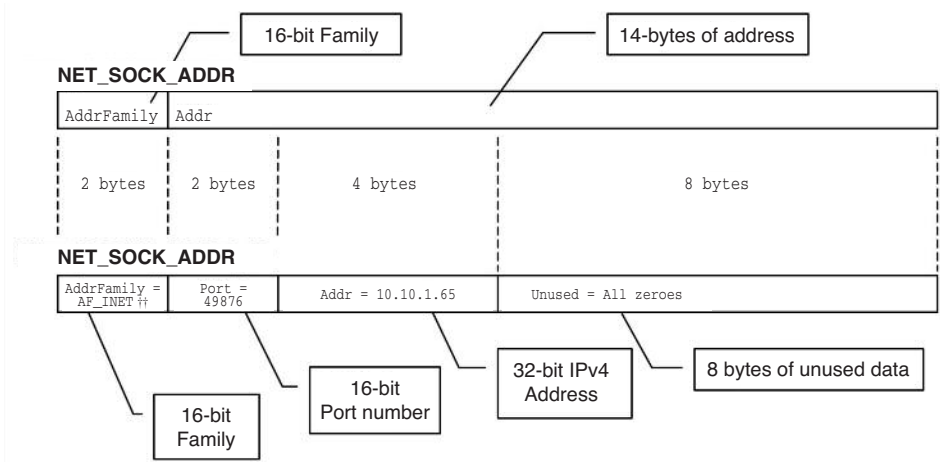 16-bit Family
14-bytes of address
NET_SOCK_ADDR
AddrFamily
Addr
2 bytes
2 bytes
4 bytes
8 bytes
NET_SOCK_ADDR
AddrFamily =
AF_INET ††
Port =
49876
Addr = 10.10.1.65
Unused = All zeroes
16-bit
Family
16-bit
Port number
32-bit IPv4
Address
8 bytes of unused data